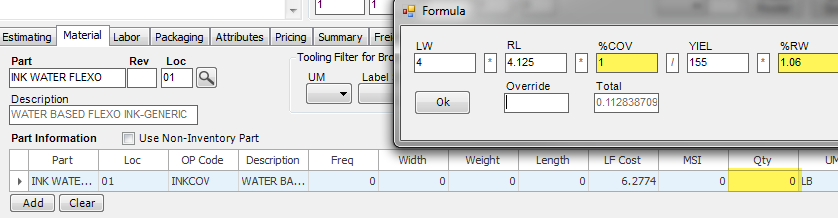 1 1
Estimating Material Labor Packaging Attributes Pricing Summary Frei
Part Rev Loc
INK WATER FLEXO 01
Description
WATER BASED FLEXO INK-GENERIC
Tooling Filter for Bro
UM Label
Formula
LW RL %COV YIEL %RW
4 * 4.125 * 1 / 155 * 1.06
Override Total
Ok 0.112838709
Part Information Use Non-Inventory Part
Part Loc OP Code Description Freq Width Weight Length LF Cost MSI Qty UM
INK WATE... 01 INKCOV WATER BA... 0 0 0 0 6.2774 0 0 LB
Add Clear